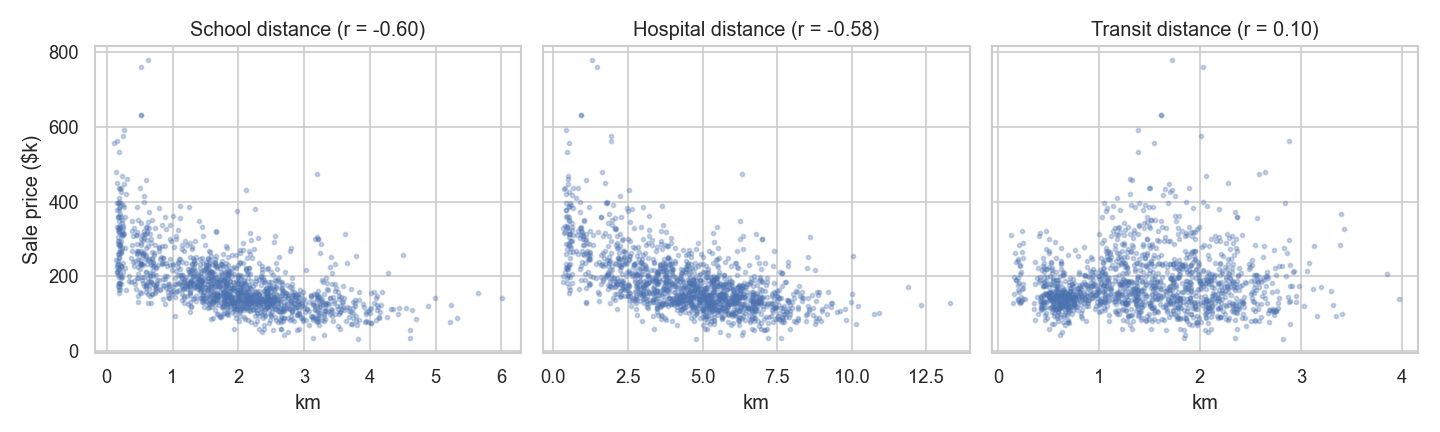 School distance (r = -0.60)
Hospital distance (r = -0.58)
Transit distance (r = 0.10)
Sale price ($k)
800
600
400
200
0
0 1 2 3 4 5 6
0.0 2.5 5.0 7.5 10.0 12.5
0 1 2 3 4
km
km
km